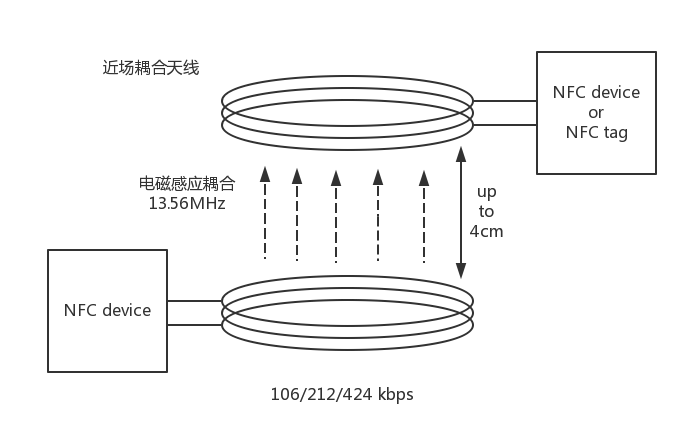 近场耦合天线
NFC device
or
NFC tag
电磁感应耦合
13.56MHz
up
to
4cm
NFC device
106/212/424 kbps